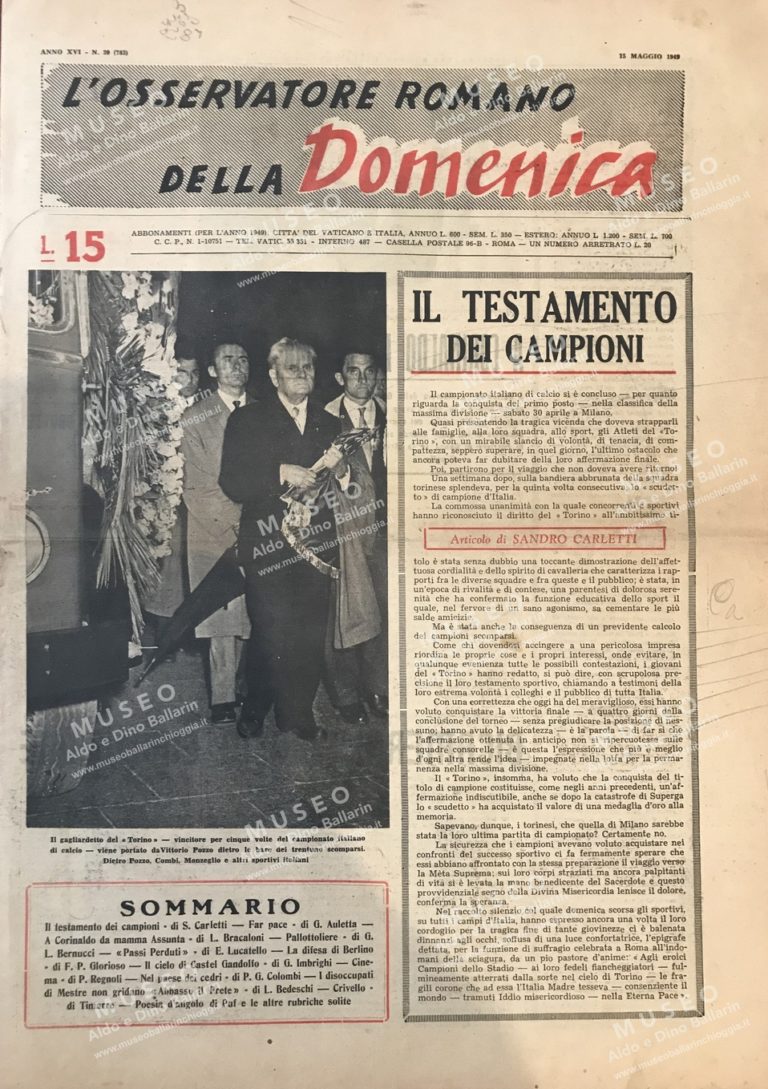 ANNO XVI - N. 20 (783)
15 MAGGIO 1949
L'OSSERVATORE ROMANO
DELLA Domenica
L. 15
ABBONAMENTI (PER L'ANNO 1949) CITTA' DEL VATICANO E ITALIA, ANNUO L. 600 - SEM. L. 350 — ESTERO: ANNUO L. 1.200 - SEM. L. 700
C. C. P., N. 1-10751 — TEL. VATIC. 55 351 - INTERNO 487 — CASELLA POSTALE 96-B - ROMA — UN NUMERO ARRETRATO L. 20
Il gagliardetto del «Torino» — vincitore per cinque volte del campionato italiano
di calcio — viene portato da Vittorio Pozzo dietro le bare dei trentuno scomparsi.
Dietro Pozzo, Combi, Monzeglio e altri sportivi italiani
SOMMARIO
Il testamento dei campioni - di S. Carletti — Far pace - di G. Auletta —
A Corinaldo da mamma Assunta - di L. Bracaloni — Pallottoliere - di G.
L. Bernucci — «Passi Perduti» - di E. Lucatello — La difesa di Berlino
- di F. P. Glorioso — Il cielo di Castel Gandolfo - di G. Imbrighi — Cine-
ma - di P. Regnoli — Nel paese dei cedri - di P. G. Colombi — I disoccupati
di Mestre non gridano «Abbasso il Prete» - di L. Bedeschi — Crivello -
di Tinerre — Poesia d'angolo di Puf e le altre rubriche solite
IL TESTAMENTO
DEI CAMPIONI
Il campionato italiano di calcio si è concluso — per quanto
riguarda la conquista del primo posto — nella classifica della
massima divisione — sabato 30 aprile a Milano.
Quasi presentendo la tragica vicenda che doveva strapparli
alle famiglie, alla loro squadra, allo sport, gli Atleti del «To-
rino», con un mirabile slancio di volontà, di tenacia, di com-
pattezza, seppero superare, in quel giorno, l'ultimo ostacolo che
ancora poteva far dubitare della loro affermazione finale.
Poi, partirono per il viaggio che non doveva avere ritorno!
Una settimana dopo, sulla bandiera abbrunata della squadra
torinese splendeva, per la quinta volta consecutiva, lo «scudet-
to» di campione d'Italia.
La commossa unanimità con la quale concorrenti e sportivi
hanno riconosciuto il diritto del «Torino» all'ambitissimo ti-
Articolo di SANDRO CARLETTI
tolo è stata senza dubbio una toccante dimostrazione dell'affet-
tuosa cordialità e dello spirito di cavalleria che caratterizza i rap-
porti fra le diverse squadre e fra queste e il pubblico; è stata, in
un'epoca di rivalità e di contese, una parentesi di dolorosa sere-
nità che ha confermato la funzione educativa dello sport il
quale, nel fervore di un sano agonismo, sa cementare le più
salde amicizie.
Ma è stata anche la conseguenza di un previdente calcolo
dei campioni scomparsi.
Come chi dovendosi accingere a una pericolosa impresa
riordina le proprie cose e i propri interessi, onde evitare, in
qualunque evenienza tutte le possibili contestazioni, i giovani
del «Torino» hanno redatto, si può dire, con scrupolosa pre-
cisione il loro testamento sportivo, chiamando a testimoni della
loro estrema volontà i colleghi e il pubblico di tutta Italia.
Con una correttezza che oggi ha del meraviglioso, essi hanno
voluto conquistare la vittoria finale — a quattro giorni dalla
conclusione del torneo — senza pregiudicare la posizione di nes-
suno; hanno avuto la delicatezza — è la parola — di far sì che
l'affermazione ottenuta in anticipo non si ripercuotesse sulle
squadre consorelle — è questa l'espressione che più e meglio
d'ogni altra rende l'idea — impegnate nella lotta per la perma-
nenza nella massima divisione.
Il «Torino», insomma, ha voluto che la conquista del ti-
tolo di campione costituisse, come negli anni precedenti, un'af-
fermazione indiscutibile, anche se dopo la catastrofe di Superga
lo «scudetto» ha acquistato il valore di una medaglia d'oro alla
memoria.
Sapevano, dunque, i torinesi, che quella di Milano sarebbe
stata la loro ultima partita di campionato? Certamente no.
La sicurezza che i campioni avevano voluto acquistare nei
confronti del successo sportivo ci fa fermamente sperare che
essi abbiano affrontato con la stessa preparazione il viaggio verso
la Mèta Suprema; sui loro corpi straziati ma ancora palpitanti
di vita si è levata la mano benedicente del Sacerdote e questo
provvidenziale segno della Divina Misericordia lenisce il dolore,
conferma la speranza.
Nel raccolto silenzio col quale domenica scorsa gli sportivi,
su tutti i campi d'Italia, hanno espresso ancora una volta il loro
cordoglio per la tragica fine di tante giovinezze ci è balenata
dinnanzi agli occhi, soffusa di una luce confortatrice, l'epigrafe
dettata, per la funzione di suffragio celebrata a Roma all'indo-
mani della sciagura, da un pio pastore d'anime: «Agli eroici
Campioni dello Stadio — ai loro fedeli fiancheggiatori — ful-
mineamente atterrati dalla sorte nel cielo di Torino — le fra-
gili corone che ad essa l'Italia Madre tesseva — consenziente il
mondo — tramuti Iddio misericordioso — nella Eterna Pace».
MUSEO
Aldo e Dino Ballarin
www.museoballarinchioggia.it